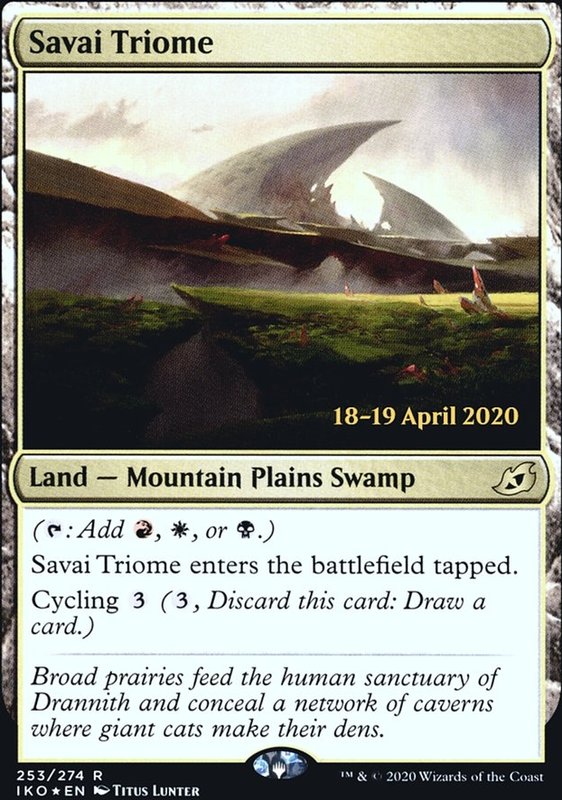 Savai Triome
18–19 April 2020
Land — Mountain Plains Swamp
(: Add , , or .)
Savai Triome enters the battlefield tapped.
Cycling 3 (3, Discard this card: Draw a
card.)
Broad prairies feed the human sanctuary of
Drannith and conceal a network of caverns
where giant cats make their dens.
253/274 R
IKO★EN Titus Lunter
™ & © 2020 Wizards of the Coast